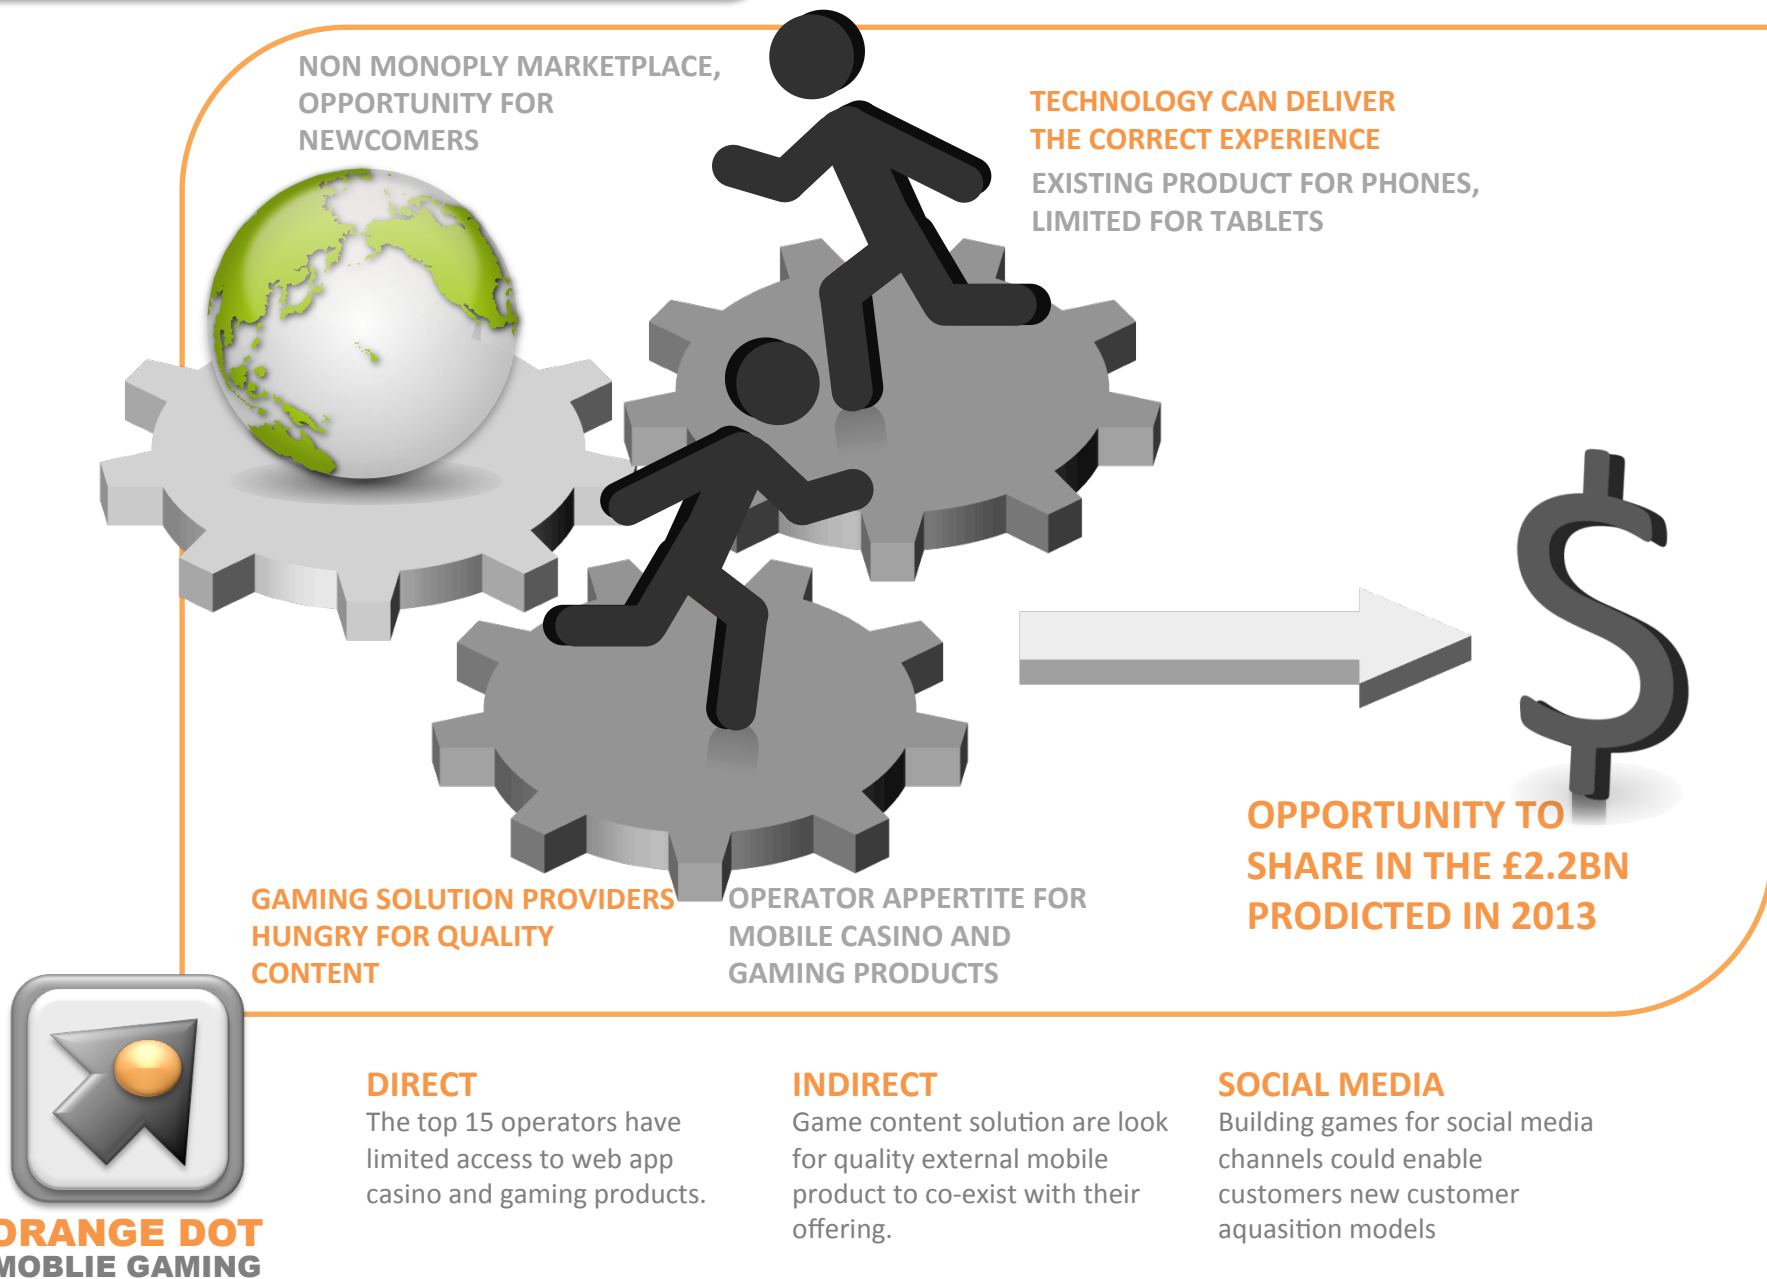 NON MONOPLY MARKETPLACE,
OPPORTUNITY FOR
NEWCOMERS
TECHNOLOGY CAN DELIVER
THE CORRECT EXPERIENCE
EXISTING PRODUCT FOR PHONES,
LIMITED FOR TABLETS
GAMING SOLUTION PROVIDERS
HUNGRY FOR QUALITY
CONTENT
OPERATOR APPERTITE FOR
MOBILE CASINO AND
GAMING PRODUCTS
OPPORTUNITY TO
SHARE IN THE £2.2BN
PRODICTED IN 2013
DIRECT
The top 15 operators have
limited access to web app
casino and gaming products.
INDIRECT
Game content solution are look
for quality external mobile
product to co-exist with their
offering.
SOCIAL MEDIA
Building games for social media
channels could enable
customers new customer
aquasition models
ORANGE DOT
MOBLIE GAMING